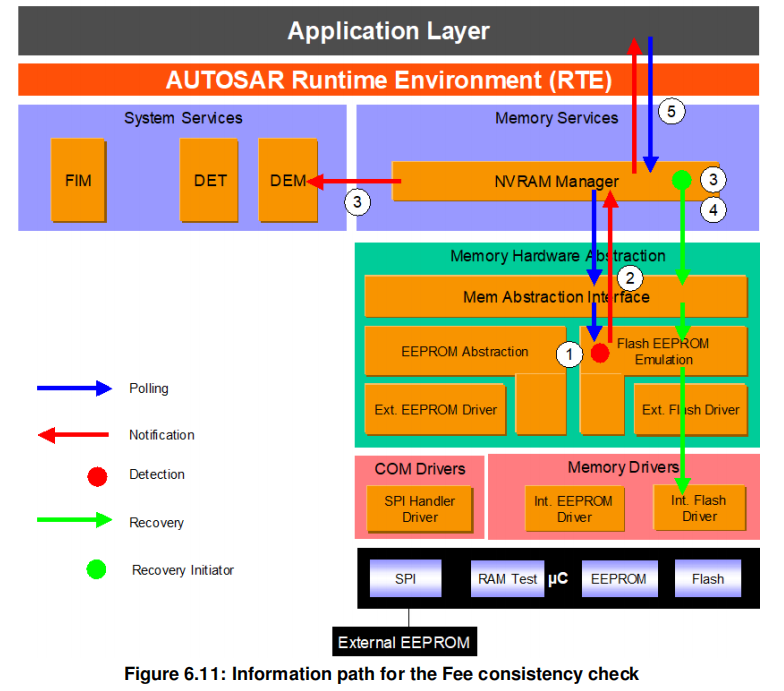 Application Layer
AUTOSAR Runtime Environment (RTE)
System Services
Memory Services
5
FIM
DET
DEM
NVRAM Manager
3
3
4
Memory Hardware Abstraction
2
Mem Abstraction Interface
EEPROM Abstraction
1
Flash EEPROM
Emulation
Ext. EEPROM Driver
Ext. Flash Driver
Polling
Notification
Detection
Recovery
Recovery Initiator
COM Drivers
Memory Drivers
SPI Handler
Driver
Int. EEPROM
Driver
Int. Flash
Driver
SPI
RAM Test
µC
EEPROM
Flash
External EEPROM
Figure 6.11: Information path for the Fee consistency check